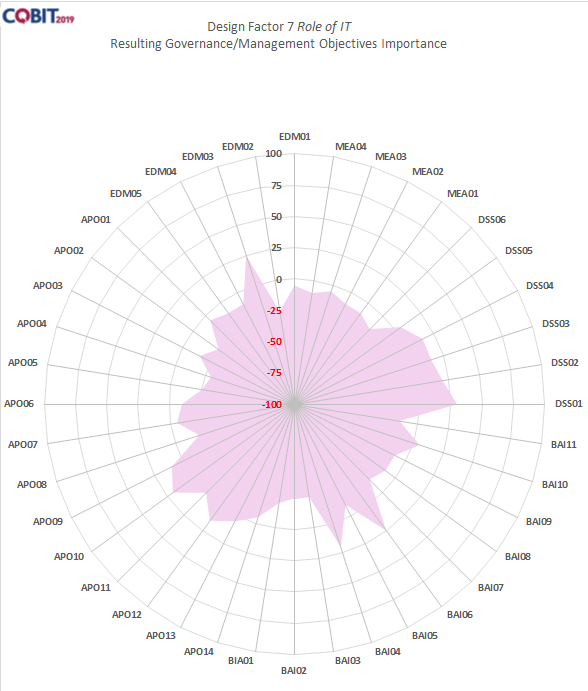 COBIT 2019
Design Factor 7 Role of IT
Resulting Governance/Management Objectives Importance
EDM01
EDM02
MEA04
100
EDM03
MEA03
EDM04
MEA02
75
EDM05
MEA01
50
APO01
DSS06
25
APO02
DSS05
0
APO03
DSS04
-25
APO04
DSS03
-50
APO05
DSS02
-75
APO06
-100
DSS01
APO07
BAI11
APO08
BAI10
APO09
BAI09
APO10
BAI08
APO11
BAI07
APO12
BAI06
APO13
BAI05
APO14
BAI04
BIA01
BAI03
BAI02